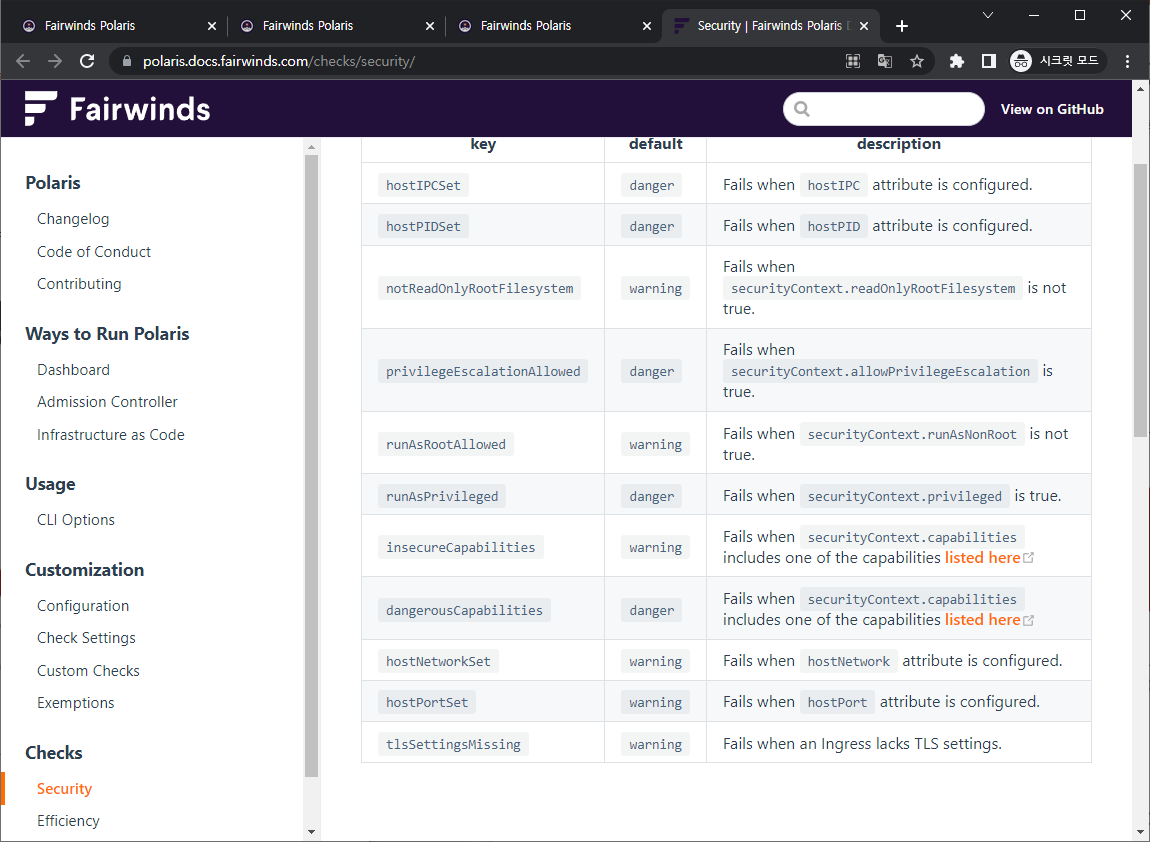 Fairwinds Polaris
Fairwinds Polaris
Fairwinds Polaris
Security | Fairwinds Polaris
polaris.docs.fairwinds.com/checks/security/
시크릿 모드
Fairwinds
View on GitHub
Polaris
Changelog
Code of Conduct
Contributing
Ways to Run Polaris
Dashboard
Admission Controller
Infrastructure as Code
Usage
CLI Options
Customization
Configuration
Check Settings
Custom Checks
Exemptions
Checks
Security
Efficiency
key default description
hostIPCSet danger Fails when hostIPC attribute is configured.
hostPIDSet danger Fails when hostPID attribute is configured.
notReadOnlyRootFilesystem warning Fails when
securityContext.readOnlyRootFilesystem is not
true.
privilegeEscalationAllowed danger Fails when
securityContext.allowPrivilegeEscalation is
true.
runAsRootAllowed warning Fails when securityContext.runAsNonRoot is not
true.
runAsPrivileged danger Fails when securityContext.privileged is true.
insecureCapabilities warning Fails when securityContext.capabilities
includes one of the capabilities listed here
dangerousCapabilities danger Fails when securityContext.capabilities
includes one of the capabilities listed here
hostNetworkSet warning Fails when hostNetwork attribute is configured.
hostPortSet warning Fails when hostPort attribute is configured.
tlsSettingsMissing warning Fails when an Ingress lacks TLS settings.